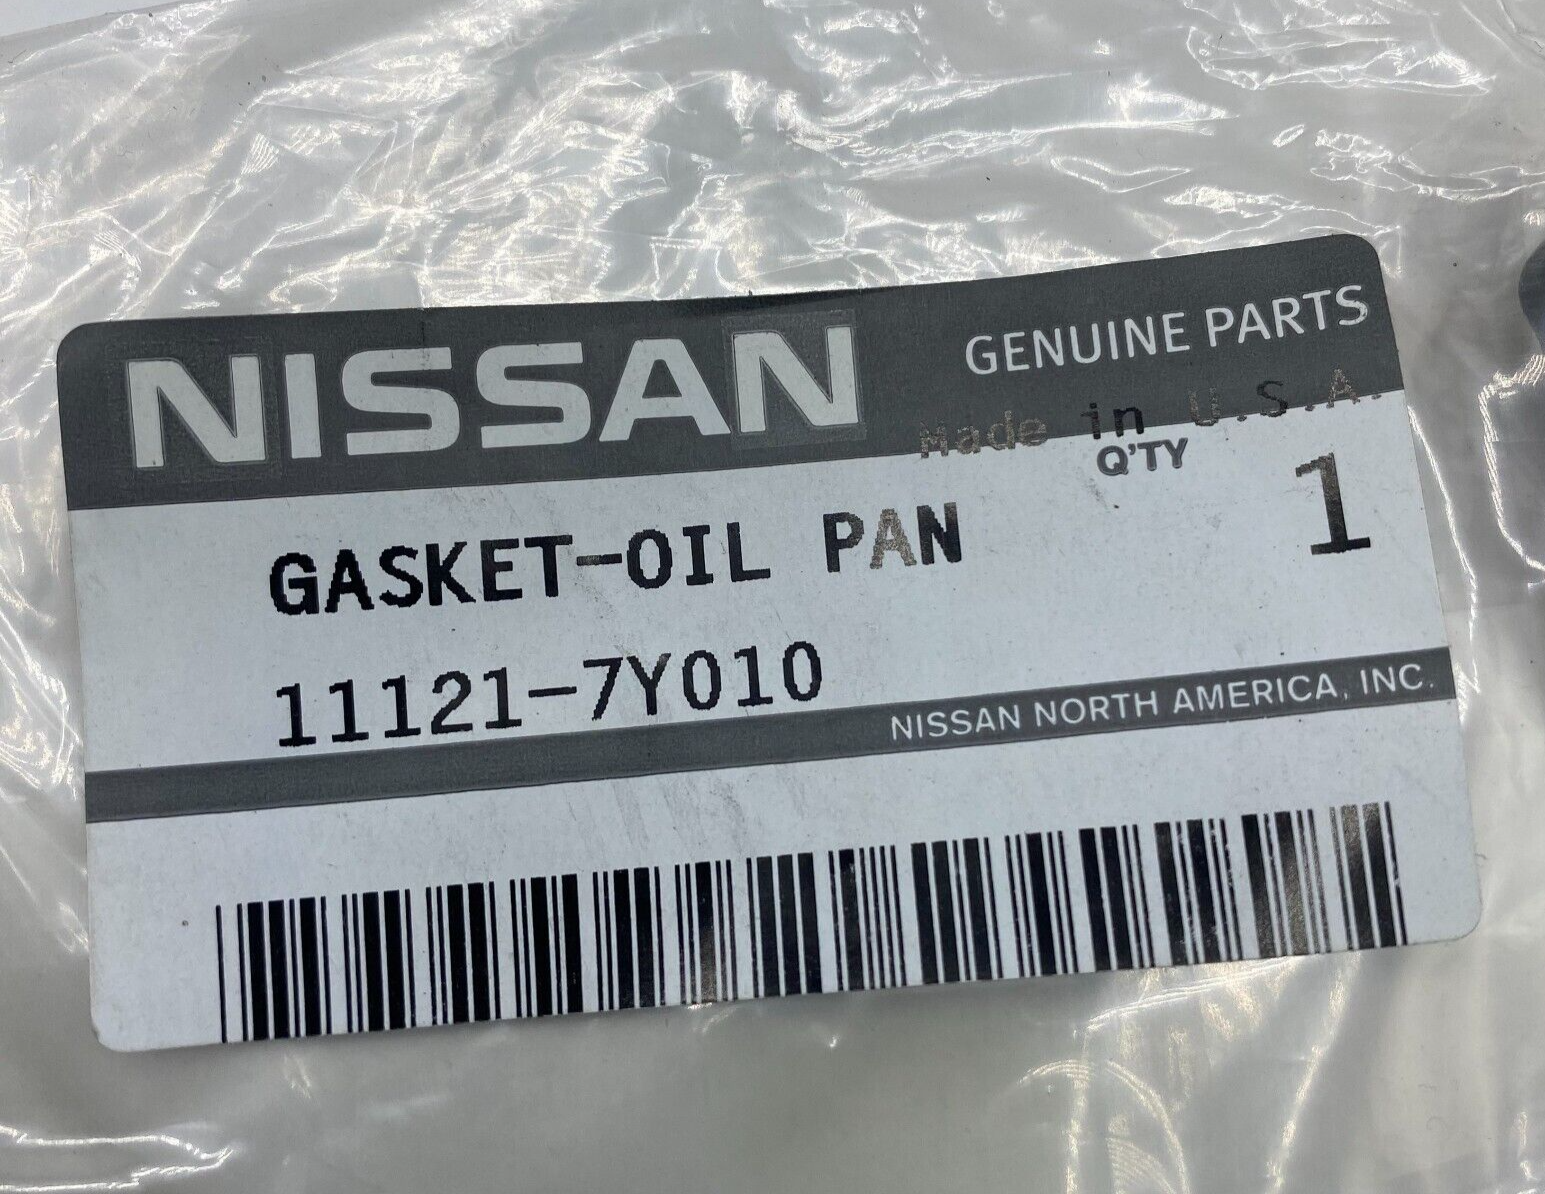 NISSAN GENUINE PARTS
Made in U.S.A.
Q'TY
GASKET-OIL PAN 1
11121-7Y010
NISSAN NORTH AMERICA, INC.